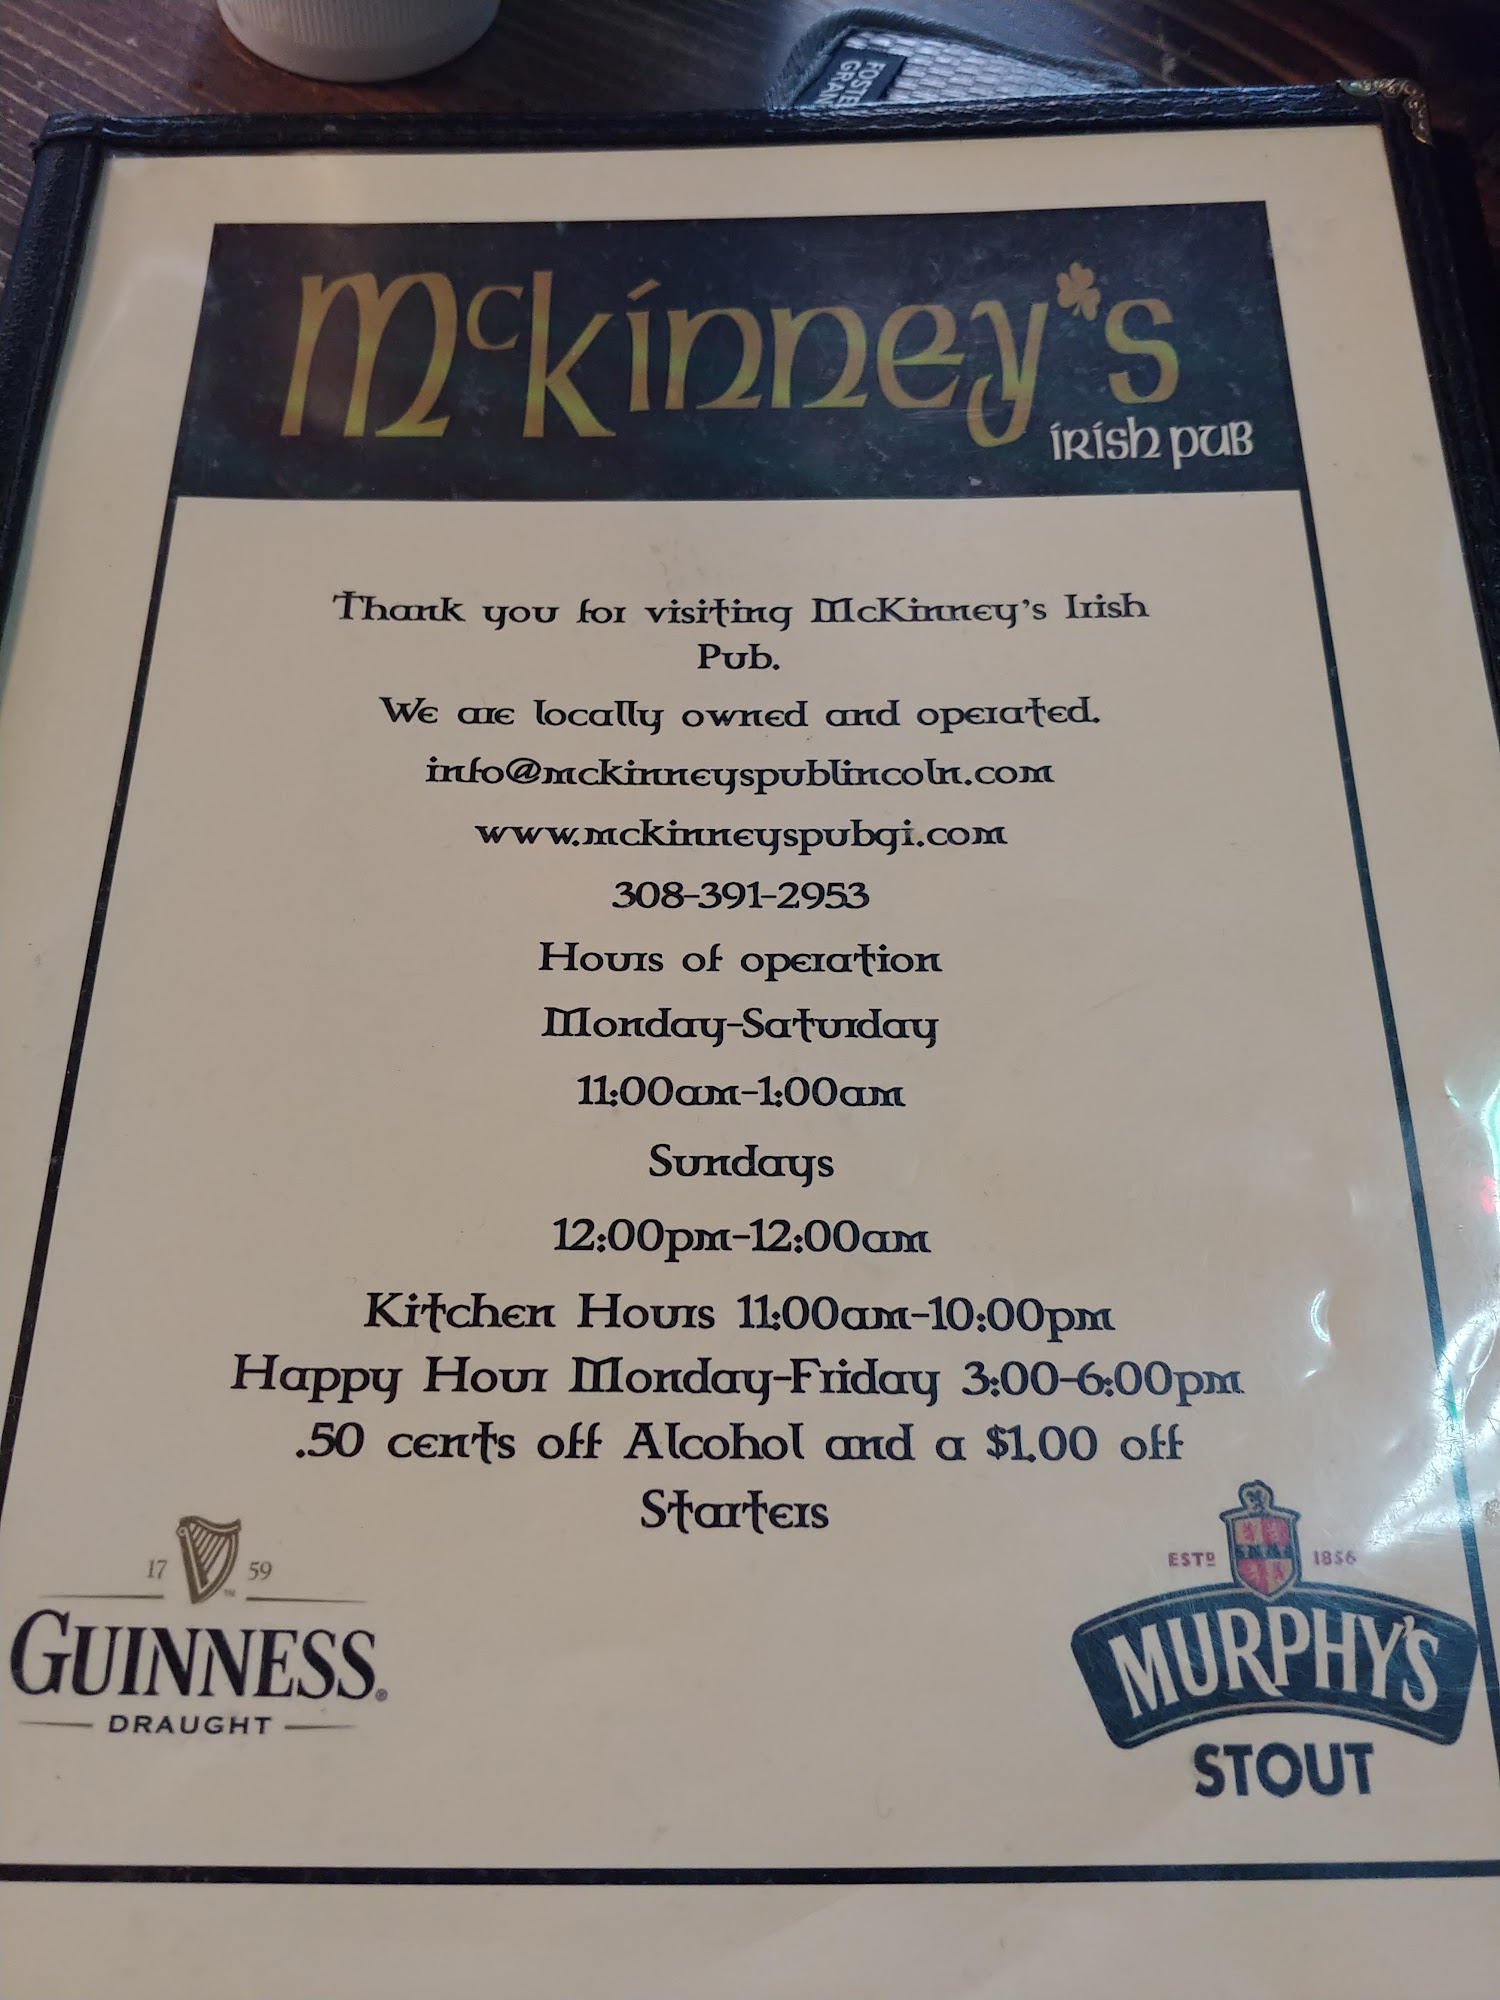 FOSTER
GRAN
McKinney's
Irish Pub
Thank you for visiting McKinney's Irish
Pub.
We are locally owned and operated.
info@mckinneyspublincoln.com
www.mckinneyspubgi.com
308-391-2953
Hours of operation
Monday-Saturday
11:00am-1:00am
Sundays
12:00pm-12:00am
Kitchen Hours 11:00am-10:00pm
Happy Hour Monday-Friday 3:00-6:00pm
.50 cents off Alcohol and a $1.00 off
Starters
17 59
™
GUINNESS®
DRAUGHT
ESTD 1856
MURPHY'S
STOUT